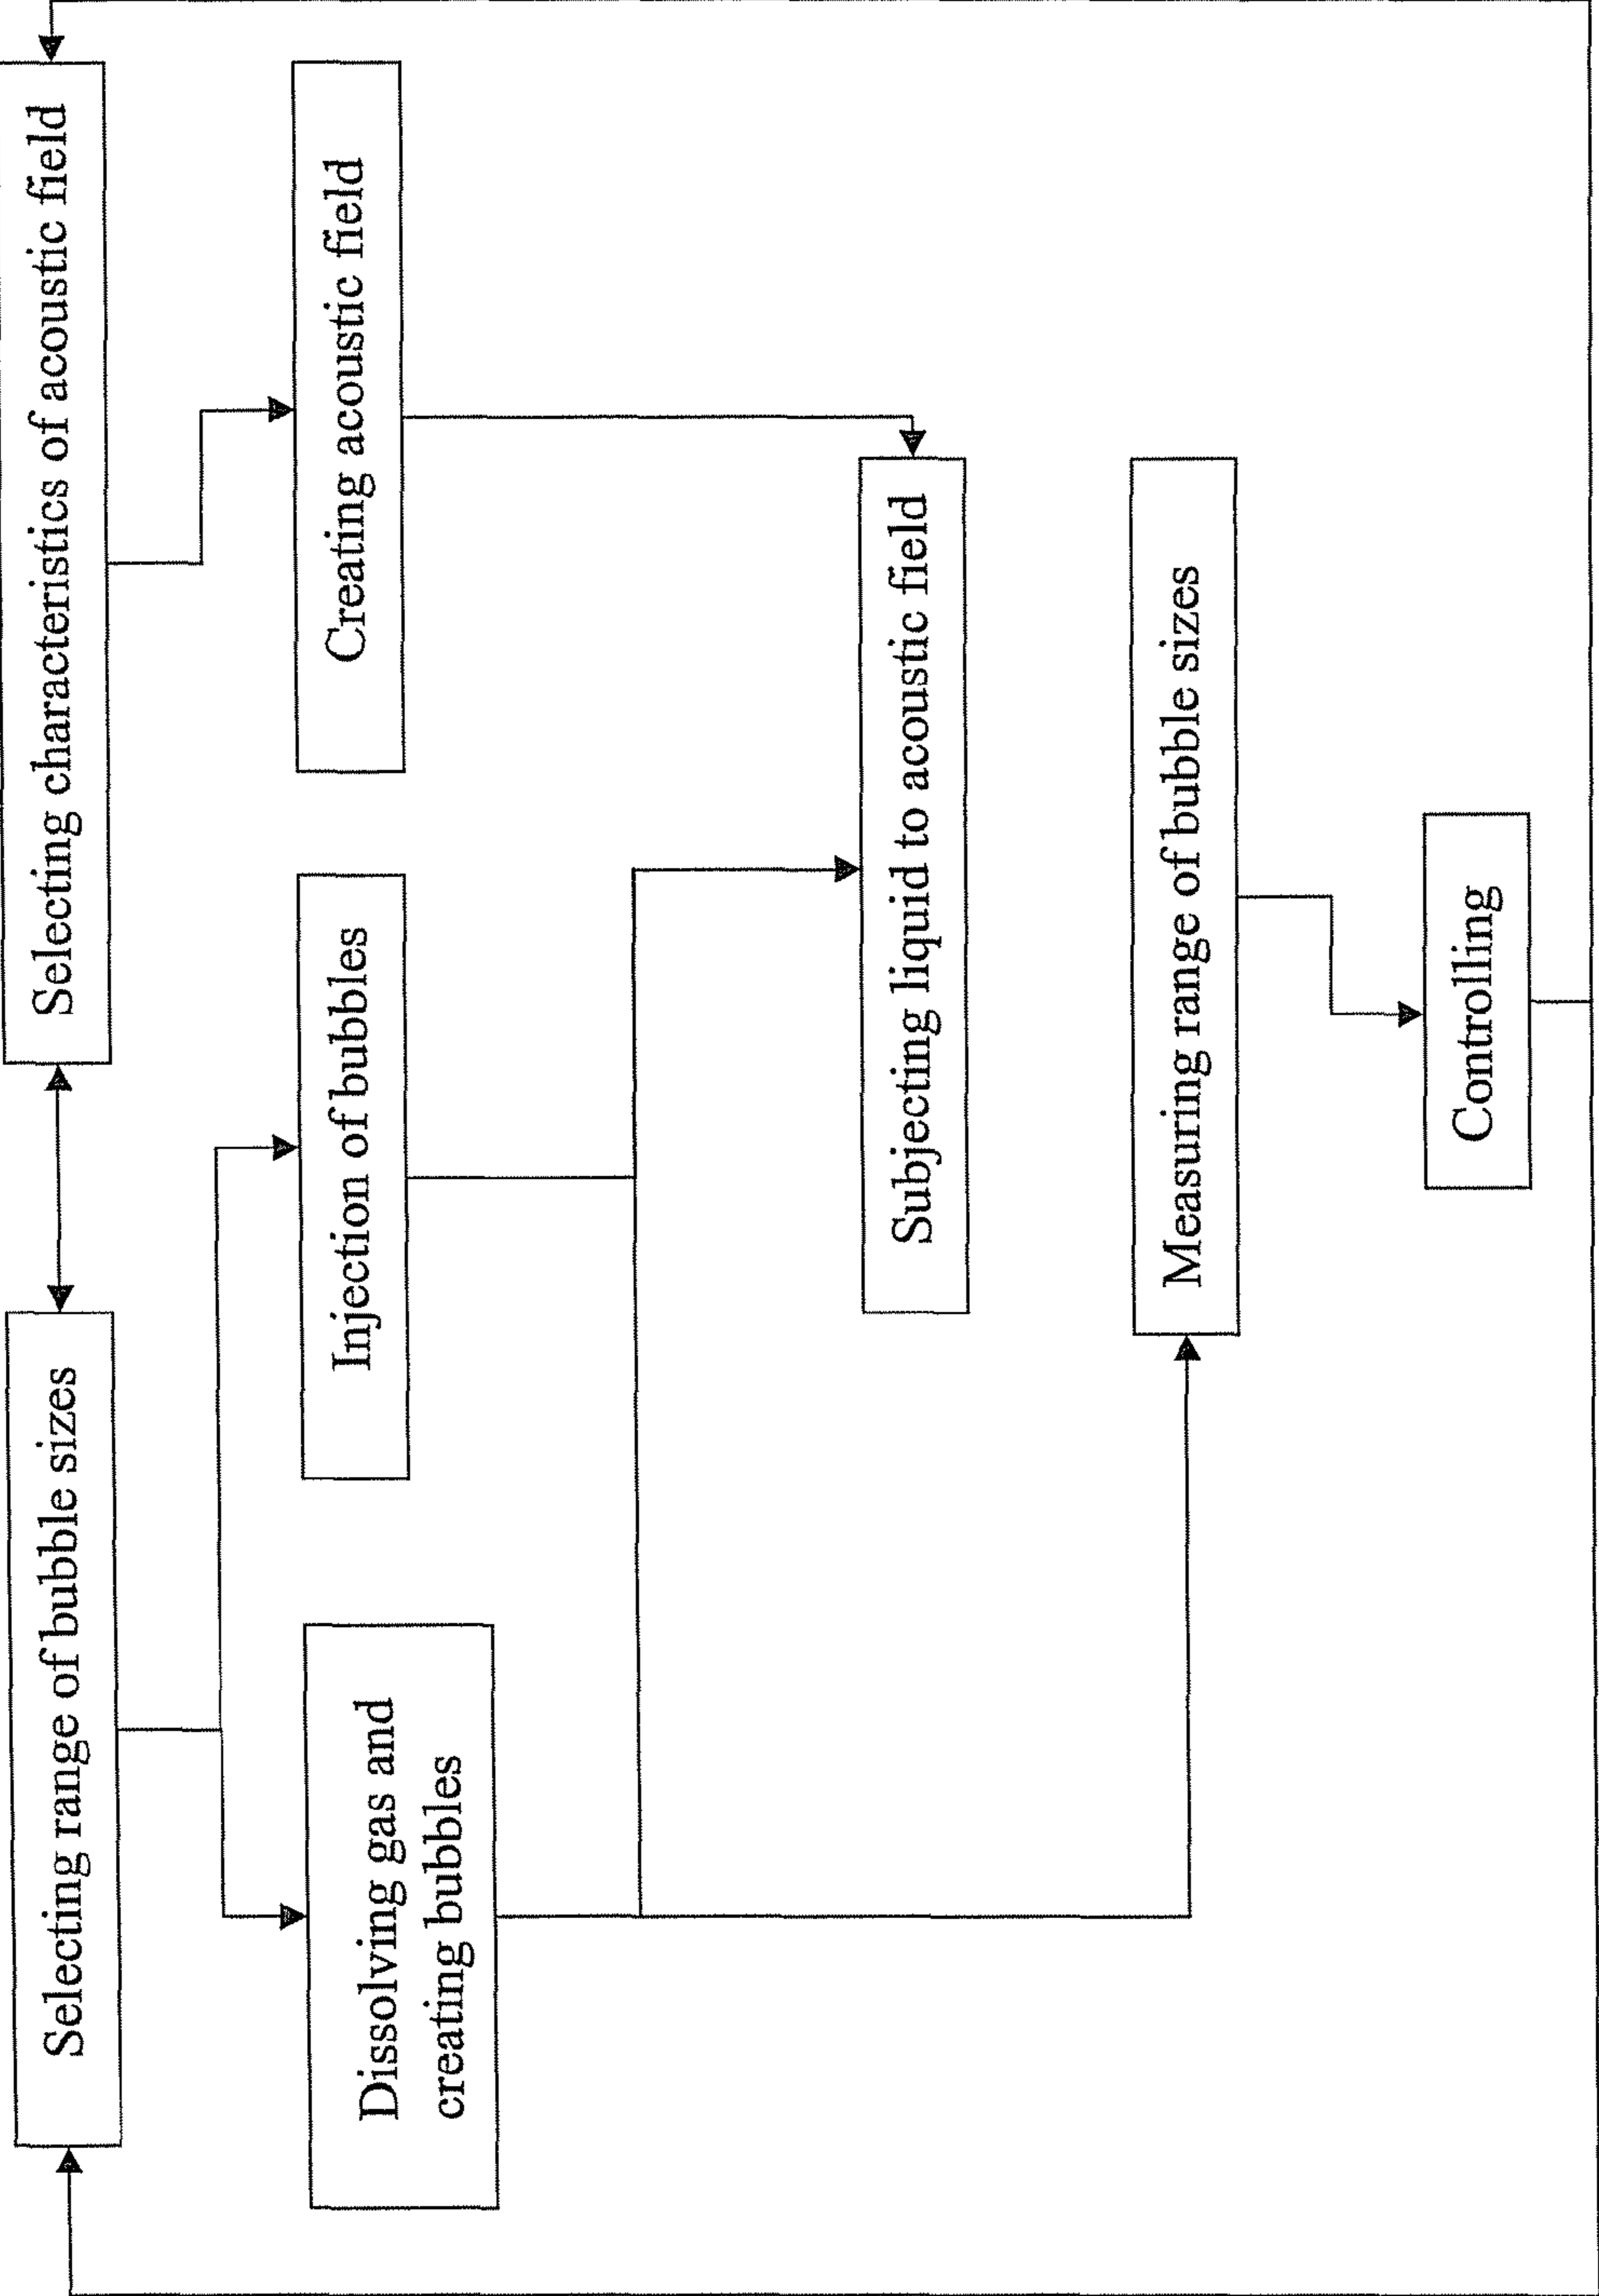 Selecting range of bubble sizes
Selecting characteristics of acoustic field
Dissolving gas and
creating bubbles
Injection of bubbles
Creating acoustic field
Subjecting liquid to acoustic field
Measuring range of bubble sizes
Controlling